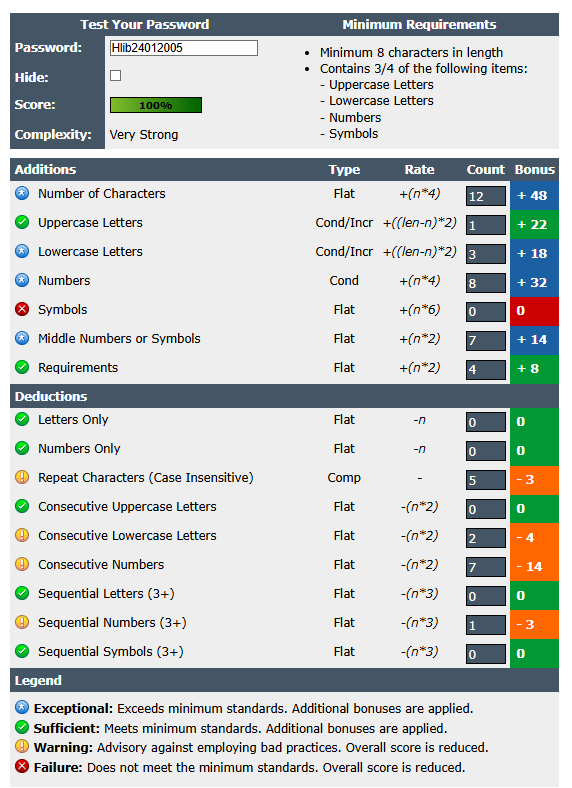 Test Your Password
Minimum Requirements
Password: Hlib24012005
Hide:
Score: 100%
Complexity: Very Strong
• Minimum 8 characters in length
• Contains 3/4 of the following items:
- Uppercase Letters
- Lowercase Letters
- Numbers
- Symbols
Additions Type Rate Count Bonus
Number of Characters Flat +(n*4) 12 + 48
Uppercase Letters Cond/Incr +((len-n)*2) 1 + 22
Lowercase Letters Cond/Incr +((len-n)*2) 3 + 18
Numbers Cond +(n*4) 8 + 32
Symbols Flat +(n*6) 0 0
Middle Numbers or Symbols Flat +(n*2) 7 + 14
Requirements Flat +(n*2) 4 + 8
Deductions
Letters Only Flat -n 0 0
Numbers Only Flat -n 0 0
Repeat Characters (Case Insensitive) Comp - 5 - 3
Consecutive Uppercase Letters Flat -(n*2) 0 0
Consecutive Lowercase Letters Flat -(n*2) 2 - 4
Consecutive Numbers Flat -(n*2) 7 - 14
Sequential Letters (3+) Flat -(n*3) 0 0
Sequential Numbers (3+) Flat -(n*3) 1 - 3
Sequential Symbols (3+) Flat -(n*3) 0 0
Legend
Exceptional: Exceeds minimum standards. Additional bonuses are applied.
Sufficient: Meets minimum standards. Additional bonuses are applied.
Warning: Advisory against employing bad practices. Overall score is reduced.
Failure: Does not meet the minimum standards. Overall score is reduced.